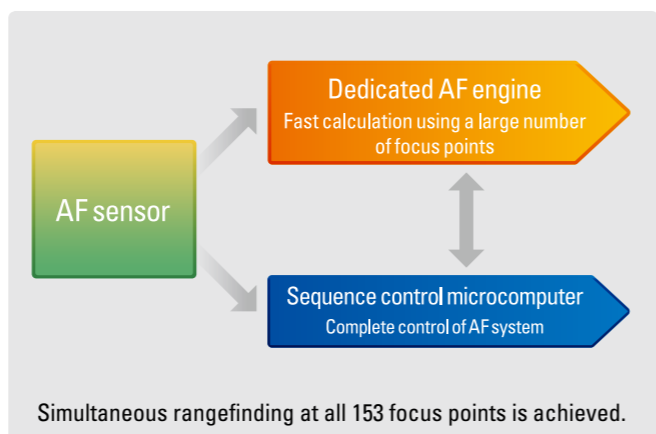 Dedicated AF engine
Fast calculation using a large number
of focus points
AF sensor
Sequence control microcomputer
Complete control of AF system
Simultaneous rangefinding at all 153 focus points is achieved.